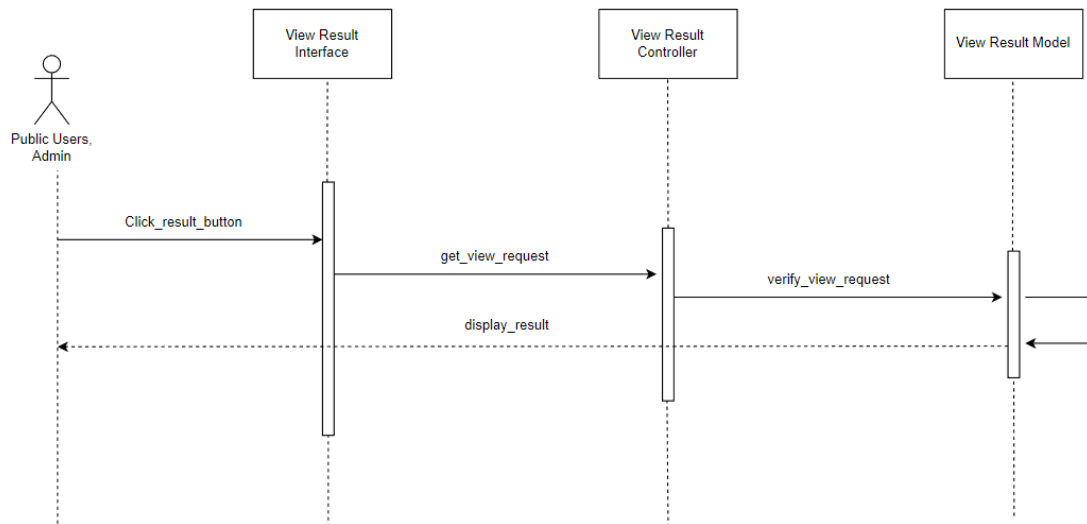 View Result
Interface
View Result
Controller
View Result Model
Public Users,
Admin
Click_result_button
get_view_request
verify_view_request
display_result